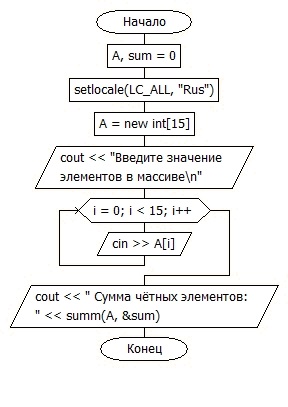 Начало
A, sum = 0
setlocale(LC_ALL, "Rus")
A = new int[15]
cout << "Введите значение
элементов в массиве\n"
i = 0; i < 15; i++
cin >> A[i]
cout << " Сумма чётных элементов:
" << summ(A, &sum)
Конец